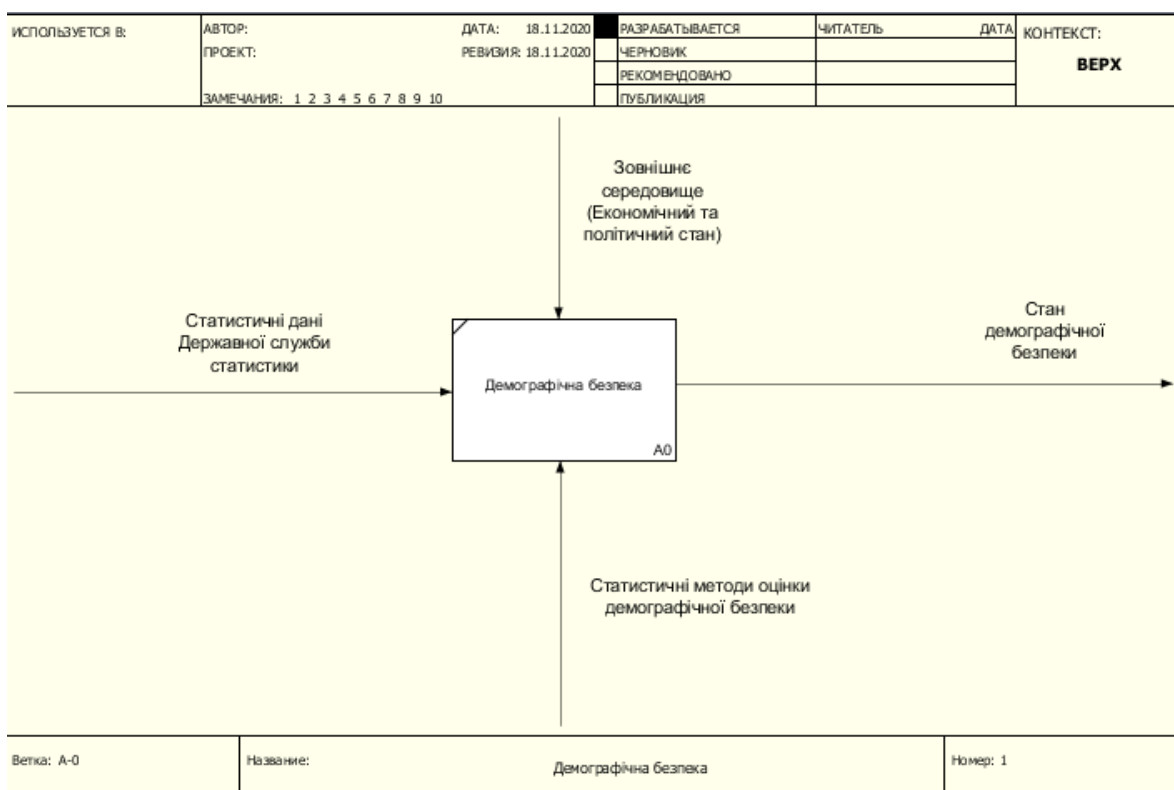 ИСПОЛЬЗУЕТСЯ В:
АВТОР:
ДАТА: 18.11.2020
ПРОЕКТ:
РЕВИЗИЯ: 18.11.2020
ЗАМЕЧАНИЯ: 1 2 3 4 5 6 7 8 9 10
РАЗРАБАТЫВАЕТСЯ
ЧЕРНОВИК
РЕКОМЕНДОВАНО
ПУБЛИКАЦИЯ
ЧИТАТЕЛЬ
ДАТА
КОНТЕКСТ:
ВЕРХ
Зовнішнє
середовище
(Економічний та
політичний стан)
Статистичні дані
Державної служби
статистики
Демографічна безпека
A0
Стан
демографічної
безпеки
Статистичні методи оцінки
демографічної безпеки
Ветка: A-0
Название:
Демографічна безпека
Номер: 1